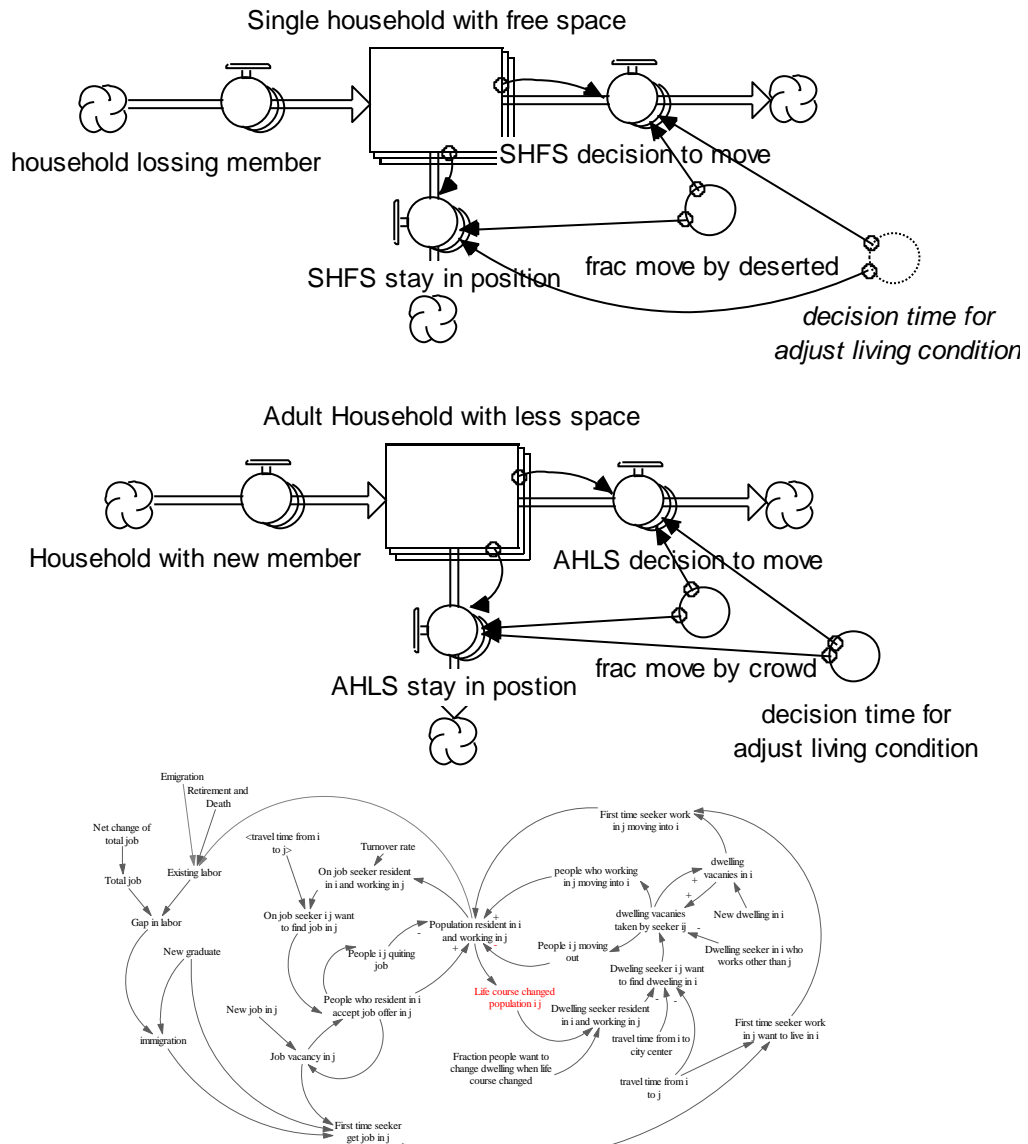 Single household with free space
household lossing member
SHFS decision to move
frac move by deserted
SHFS stay in position
decision time for
adjust living condition
Adult Household with less space
Household with new member
AHLS decision to move
frac move by crowd
AHLS stay in postion
decision time for
adjust living condition
Emigration
Retirement and
Death
Net change of
total job
<travel time from i
to j>
Turnover rate
First time seeker work
in j moving into i
Total job
Existing labor
On job seeker resident
in i and working in j
people who working
in j moving into i
dwelling
vacancies in i
+
+
Gap in labor
On job seeker i j want
to find job in j
Population resident in i
and working in j
+
-
+
-
dwelling vacancies
taken by seeker ij
-
New dwelling in i
New graduate
People i j quiting
job
People i j moving
out
Dwelling seeker in i who
works other than j
Dweling seeker i j want
to find dweeling in i
-
-
-
Life course changed
population i j
People who resident in i
accept job offer in j
New job in j
Dwelling seeker resident
in i and working in j
First time seeker work
in j want to live in i
immigration
Job vacancy in j
travel time from i to
city center
Fraction people want to
change dwelling when life
course changed
travel time from i
to j
First time seeker
get job in j